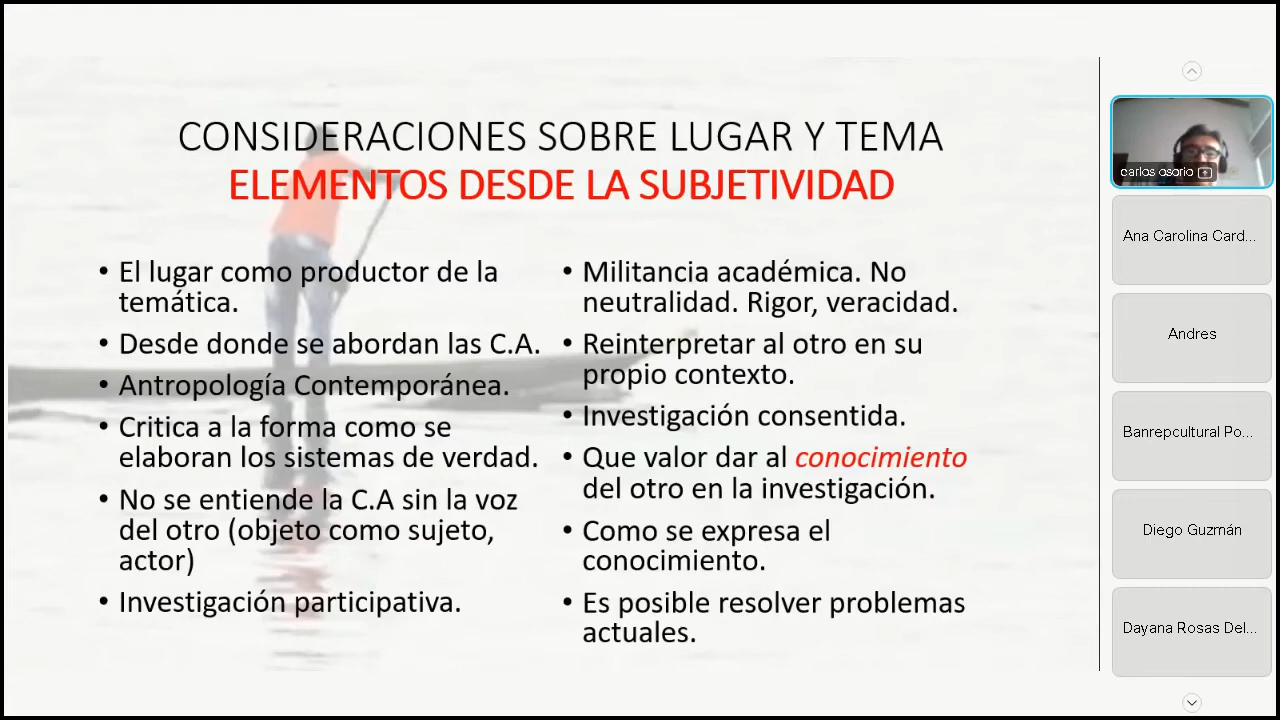 CONSIDERACIONES SOBRE LUGAR Y TEMA
ELEMENTOS DESDE LA SUBJETIVIDAD
• El lugar como productor de la
temática.
• Desde donde se abordan las C.A.
• Antropología Contemporánea.
• Critica a la forma como se
elaboran los sistemas de verdad.
• No se entiende la C.A sin la voz
del otro (objeto como sujeto,
actor)
• Investigación participativa.
• Militancia académica. No
neutralidad. Rigor, veracidad.
• Reinterpretar al otro en su
propio contexto.
• Investigación consentida.
• Que valor dar al conocimiento
del otro en la investigación.
• Como se expresa el
conocimiento.
• Es posible resolver problemas
actuales.
carlos osorio
Ana Carolina Card...
Andres
Banrepcultural Po...
Diego Guzmán
Dayana Rosas Del...